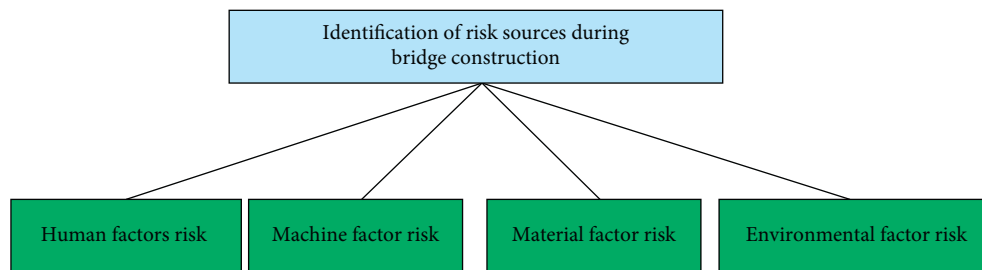 Identification of risk sources during
bridge construction
Human factors risk
Machine factor risk
Material factor risk
Environmental factor risk